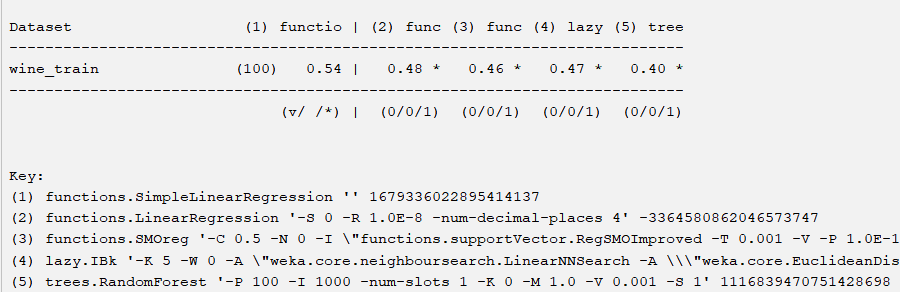 Dataset (1) functio | (2) func (3) func (4) lazy (5) tree
--------------------------------------------------------------------------
wine_train (100) 0.54 | 0.48 * 0.46 * 0.47 * 0.40 *
--------------------------------------------------------------------------
(v/ /*) | (0/0/1) (0/0/1) (0/0/1) (0/0/1)
Key:
(1) functions.SimpleLinearRegression '' 1679336022895414137
(2) functions.LinearRegression '-S 0 -R 1.0E-8 -num-decimal-places 4' -3364580862046573747
(3) functions.SMOreg '-C 0.5 -N 0 -I \"functions.supportVector.RegSMOImproved -T 0.001 -V -P 1.0E-1
(4) lazy.IBk '-K 5 -W 0 -A \"weka.core.neighboursearch.LinearNNSearch -A \\\"weka.core.EuclideanDis
(5) trees.RandomForest '-P 100 -I 1000 -num-slots 1 -K 0 -M 1.0 -V 0.001 -S 1' 1116839470751428698